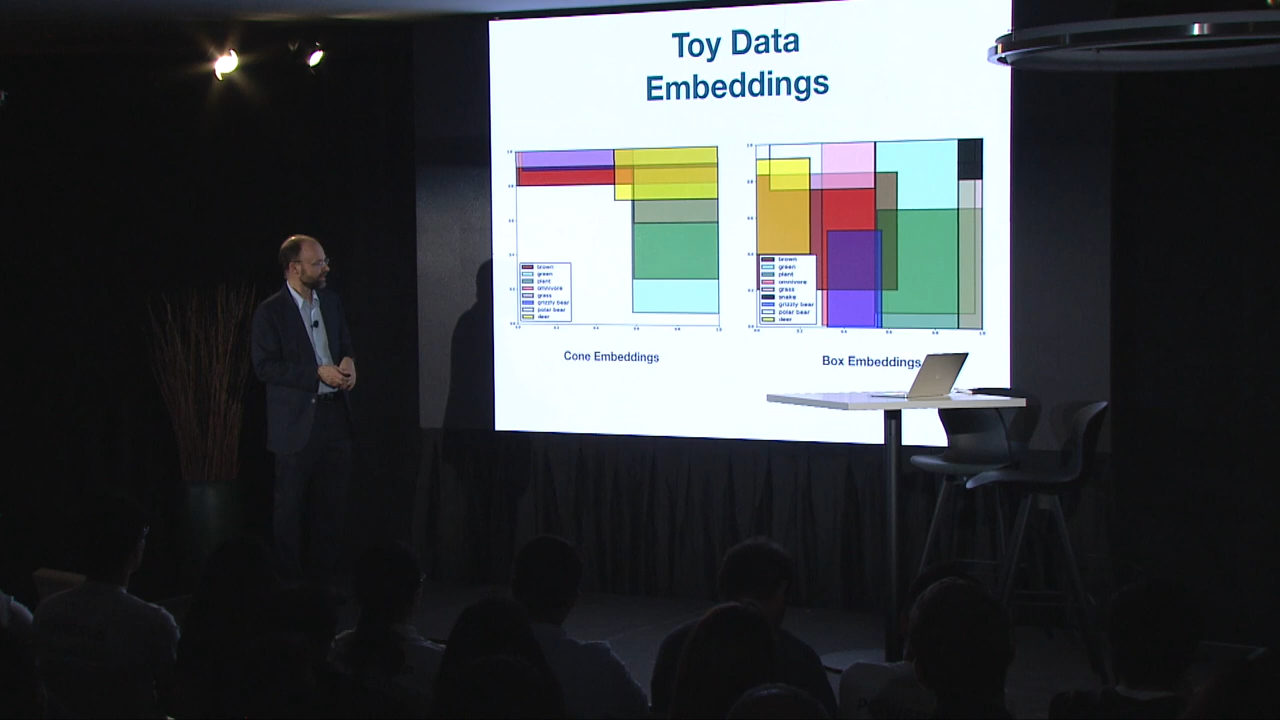 Toy Data
Embeddings
brown
green
plant
omnivore
grass
grizzly bear
polar bear
deer
Cone Embeddings
brown
green
plant
omnivore
grass
snake
grizzly bear
polar bear
deer
Box Embeddings